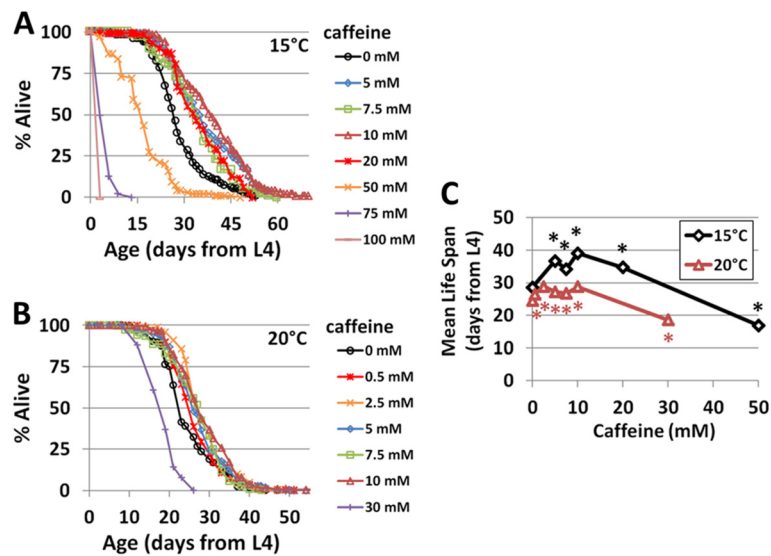 A
% Alive
100
75
50
25
0
15°C
0 15 30 45 60
Age (days from L4)
caffeine
0 mM
5 mM
7.5 mM
10 mM
20 mM
50 mM
75 mM
100 mM
B
% Alive
100
75
50
25
0
20°C
0 10 20 30 40 50
Age (days from L4)
caffeine
0 mM
0.5 mM
2.5 mM
5 mM
7.5 mM
10 mM
30 mM
C
Mean Life Span
(days from L4)
50
40
30
20
10
0
* * * * *
* * * * * *
15°C
20°C
0 10 20 30 40 50
Caffeine (mM)